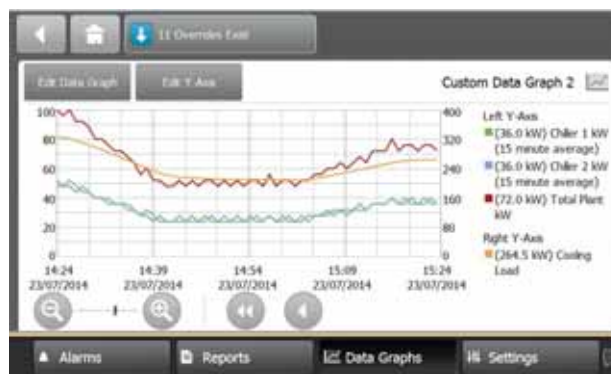 11 Overrides Exist
Edit Data Graph
Edit Y Axis
Custom Data Graph 2
100
80
60
40
20
0
400
320
240
160
80
0
14:24
23/07/2014
14:39
23/07/2014
14:54
23/07/2014
15:09
23/07/2014
15:24
23/07/2014
Left Y-Axis
(36.0 kW) Chiller 1 kW
(15 minute average)
(36.0 kW) Chiller 2 kW
(15 minute average)
(72.0 kW) Total Plant
kW
Right Y-Axis
(264.5 kW) Cooling
Load
Alarms
Reports
Data Graphs
Settings